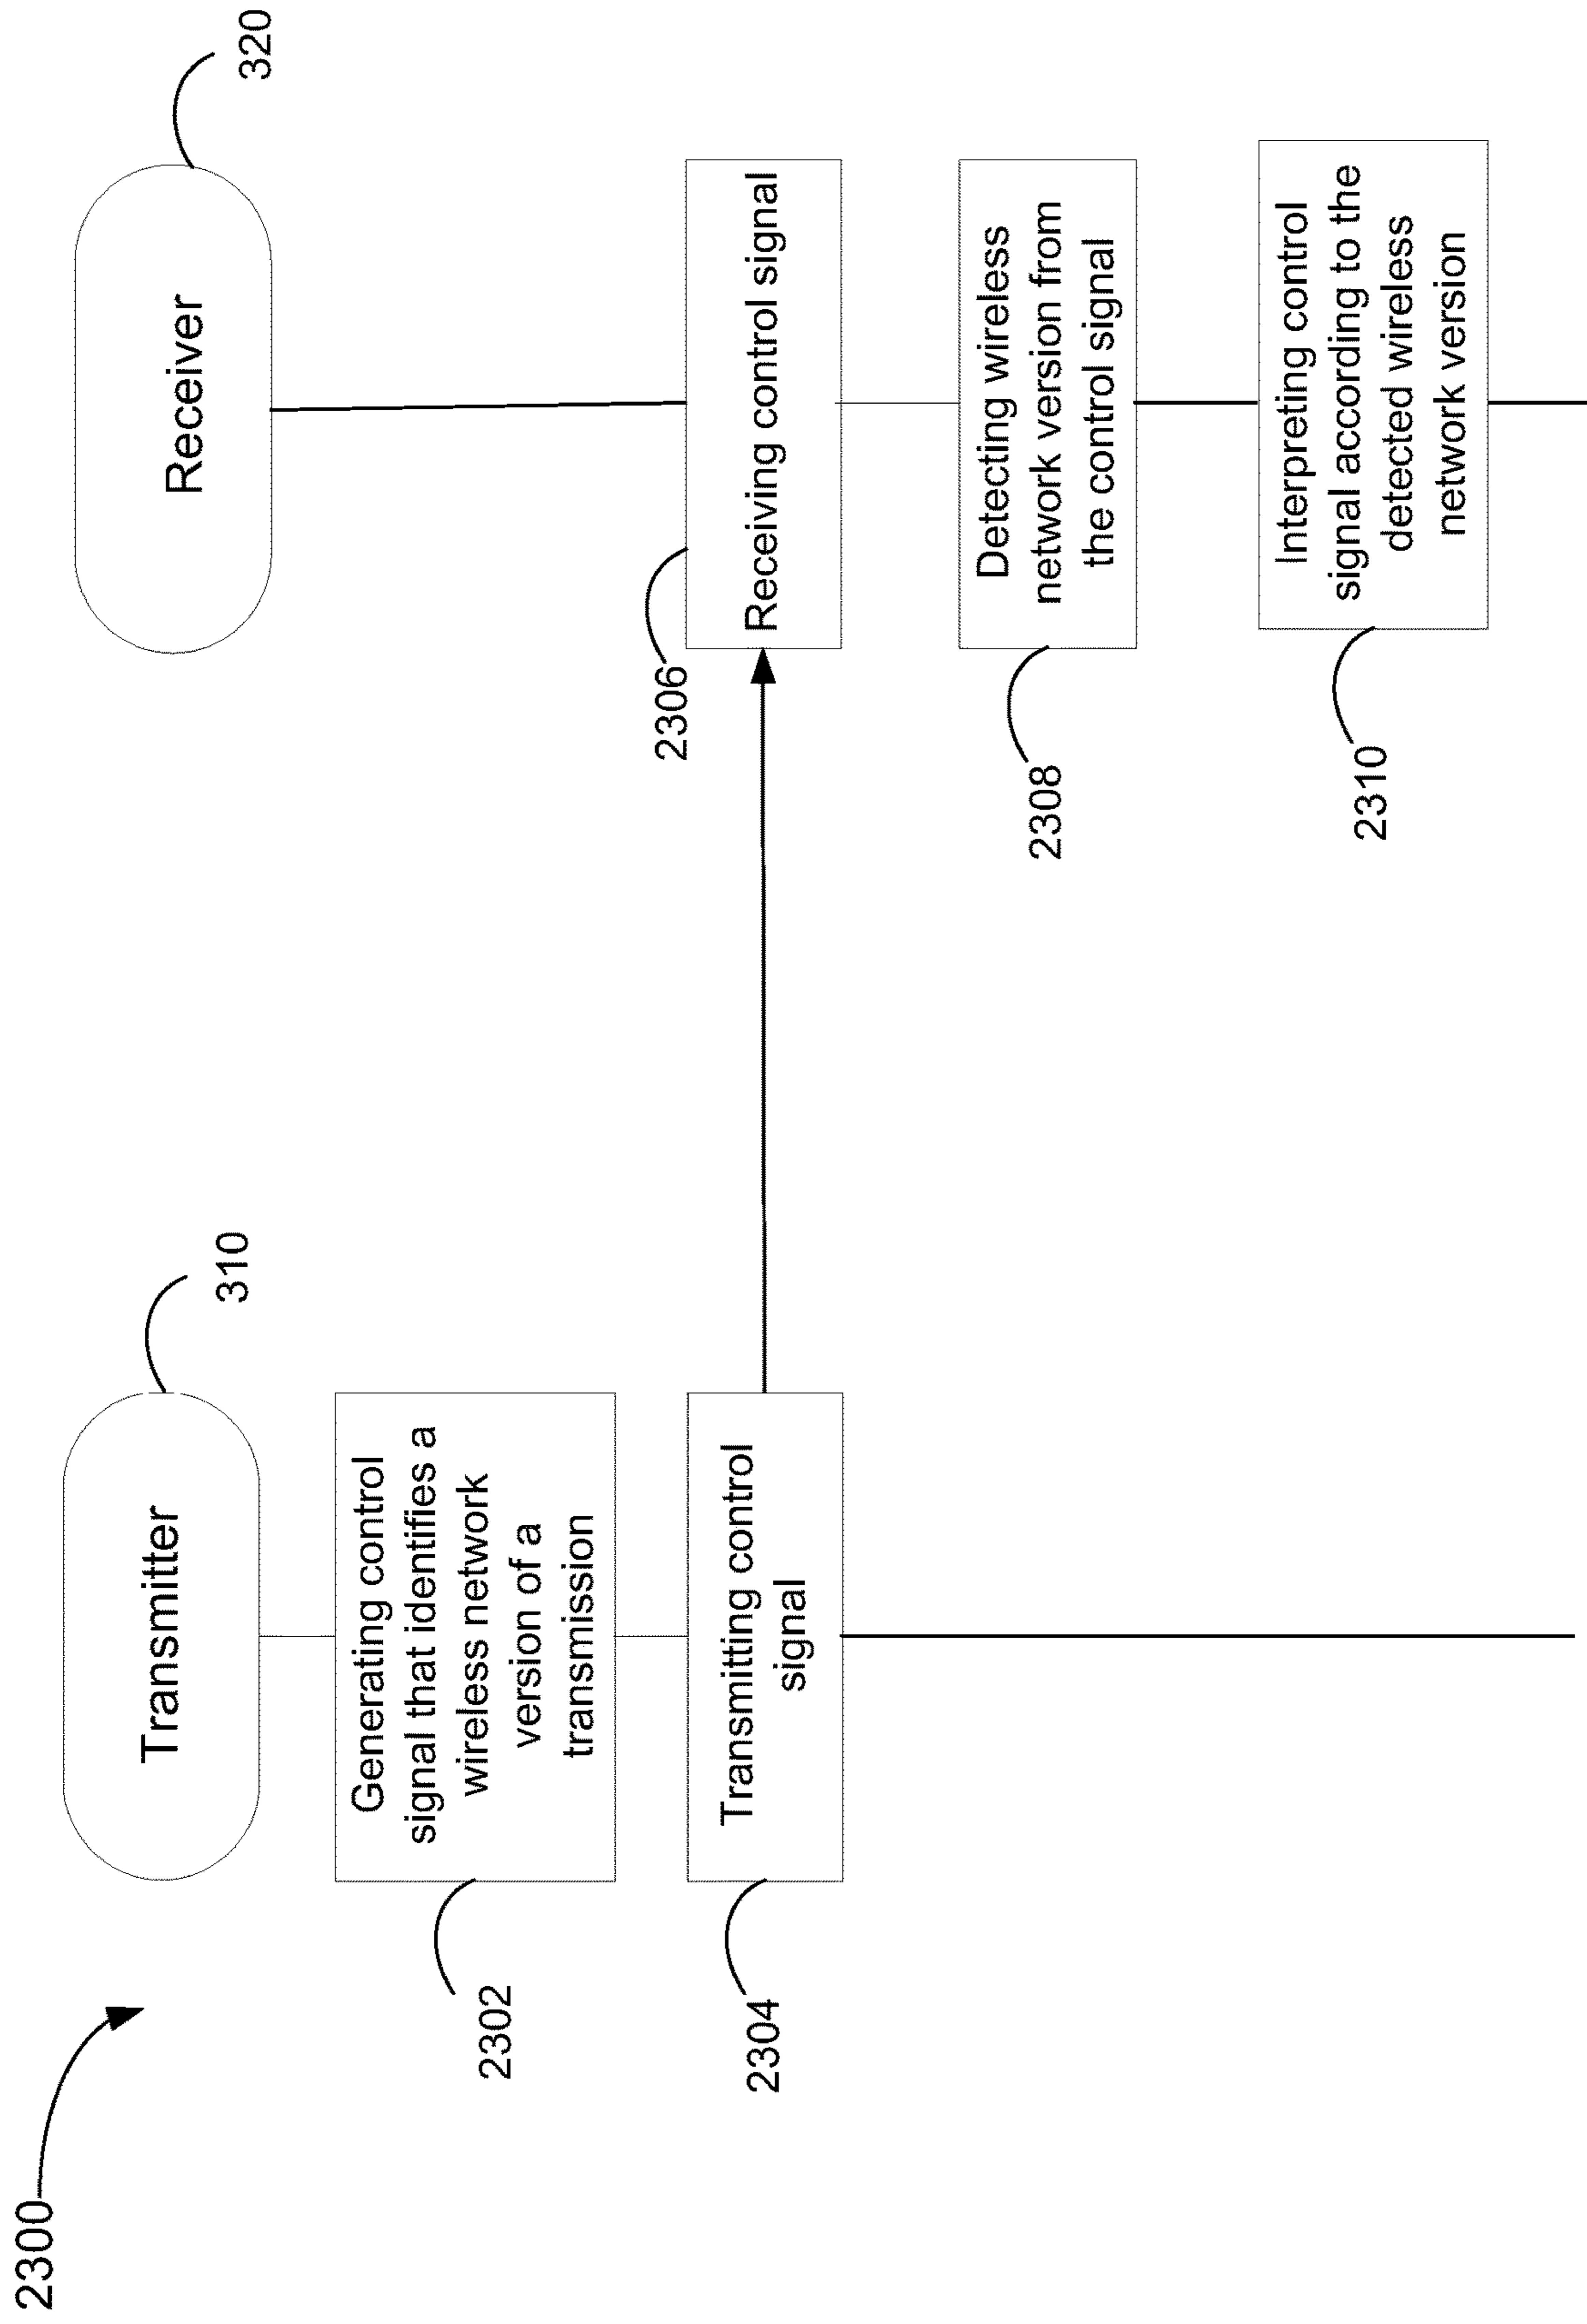 2300
Transmitter
310
2302
Generating control
signal that identifies a
wireless network
version of a
transmission
2304
Transmitting control
signal
Receiver
320
2306
Receiving control signal
2308
Detecting wireless
network version from
the control signal
2310
Interpreting control
signal according to the
detected wireless
network version